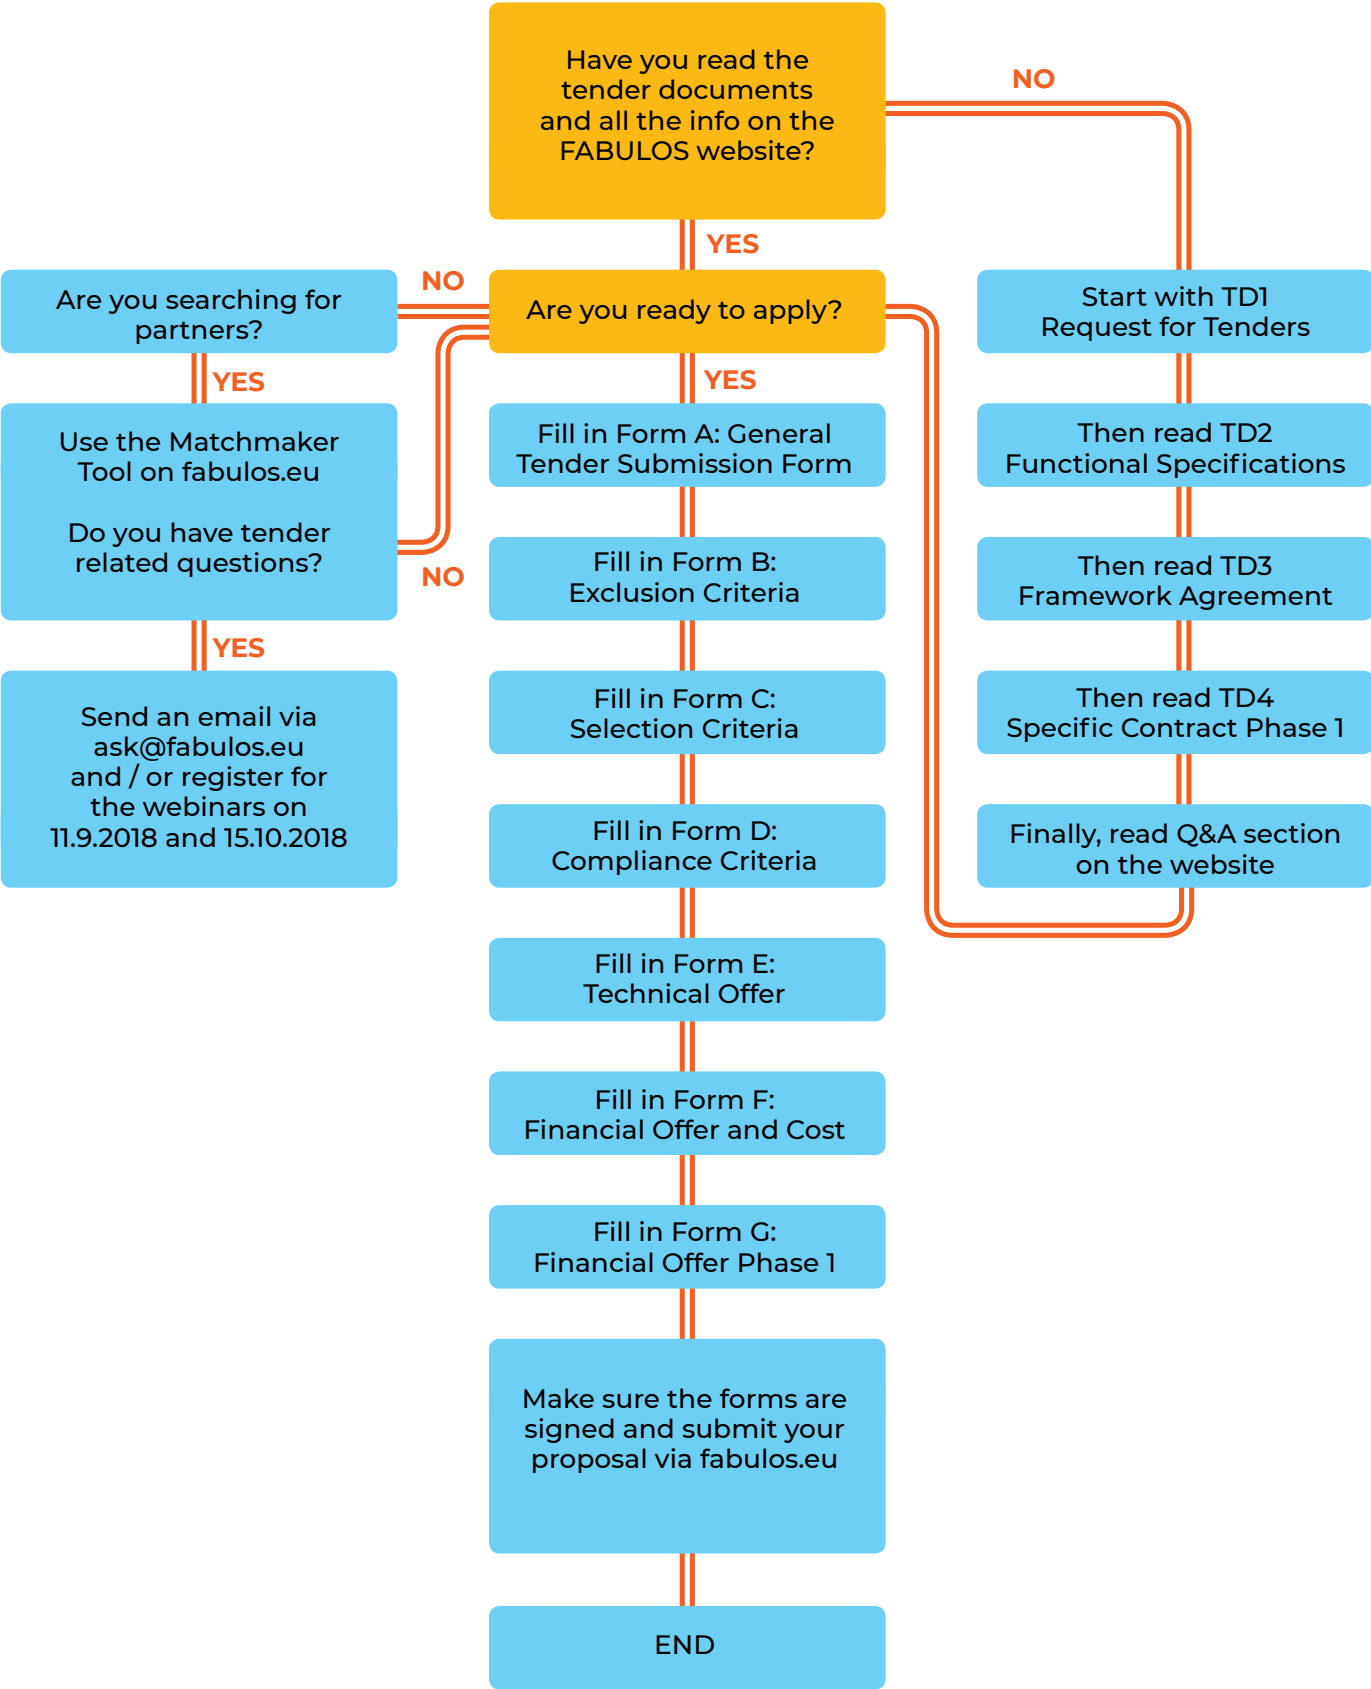 Have you read the
tender documents
and all the info on the
FABULOS website?
NO
YES
Are you ready to apply?
NO
Are you searching for
partners?
YES
Use the Matchmaker
Tool on fabulos.eu
Do you have tender
related questions?
NO
YES
Send an email via
ask@fabulos.eu
and / or register for
the webinars on
11.9.2018 and 15.10.2018
YES
Fill in Form A: General
Tender Submission Form
Fill in Form B:
Exclusion Criteria
Fill in Form C:
Selection Criteria
Fill in Form D:
Compliance Criteria
Fill in Form E:
Technical Offer
Fill in Form F:
Financial Offer and Cost
Fill in Form G:
Financial Offer Phase 1
Make sure the forms are
signed and submit your
proposal via fabulos.eu
END
Start with TD1
Request for Tenders
Then read TD2
Functional Specifications
Then read TD3
Framework Agreement
Then read TD4
Specific Contract Phase 1
Finally, read Q&A section
on the website